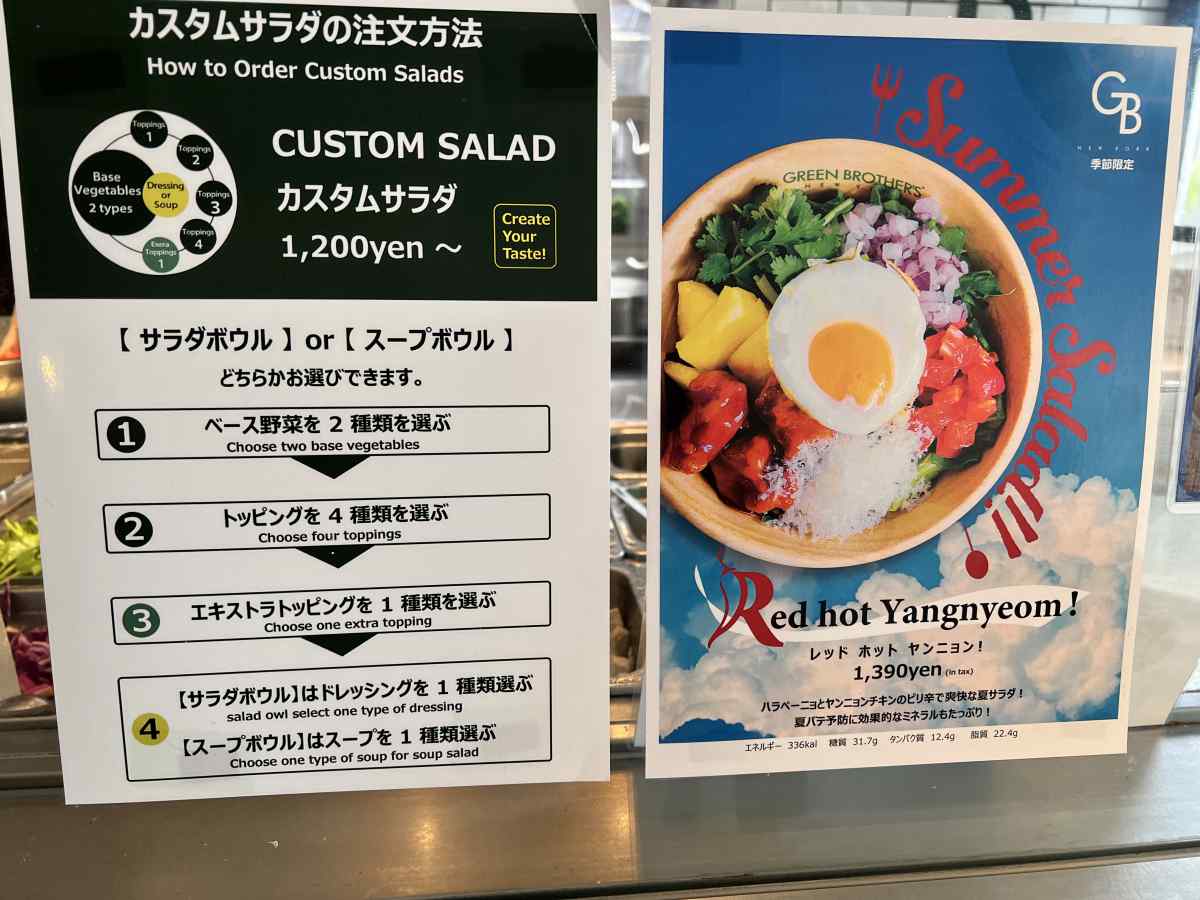 カスタムサラダの注文方法
How to Order Custom Salads
Toppings
1
Toppings
2
Base
Vegetables
2 types
Dressing
or
Soup
Toppings
3
Toppings
4
Extra
Toppings
1
CUSTOM SALAD
カスタムサラダ
1,200yen ～
Create
Your
Taste!
【 サラダボウル 】 or 【 スープボウル 】
どちらかお選びできます。
1 ベース野菜を 2 種類を選ぶ
Choose two base vegetables
2 トッピングを 4 種類を選ぶ
Choose four toppings
3 エキストラトッピングを 1 種類を選ぶ
Choose one extra topping
4 【サラダボウル】はドレッシングを 1 種類選ぶ
salad owl select one type of dressing
【スープボウル】はスープを 1 種類選ぶ
Choose one type of soup for soup salad
GB
NEW YORK
季節限定
Summer Salad!!
GREEN BROTHERS
NEW YORK
Red hot Yangnyeom!
レッド ホット ヤンニョン！
1,390yen (in tax)
ハラペーニョとヤンニョンチキンのピリ辛で爽快な夏サラダ！
夏バテ予防に効果的なミネラルもたっぷり！
エネルギー 336kal 糖質 31.7g タンパク質 12.4g 脂質 22.4g